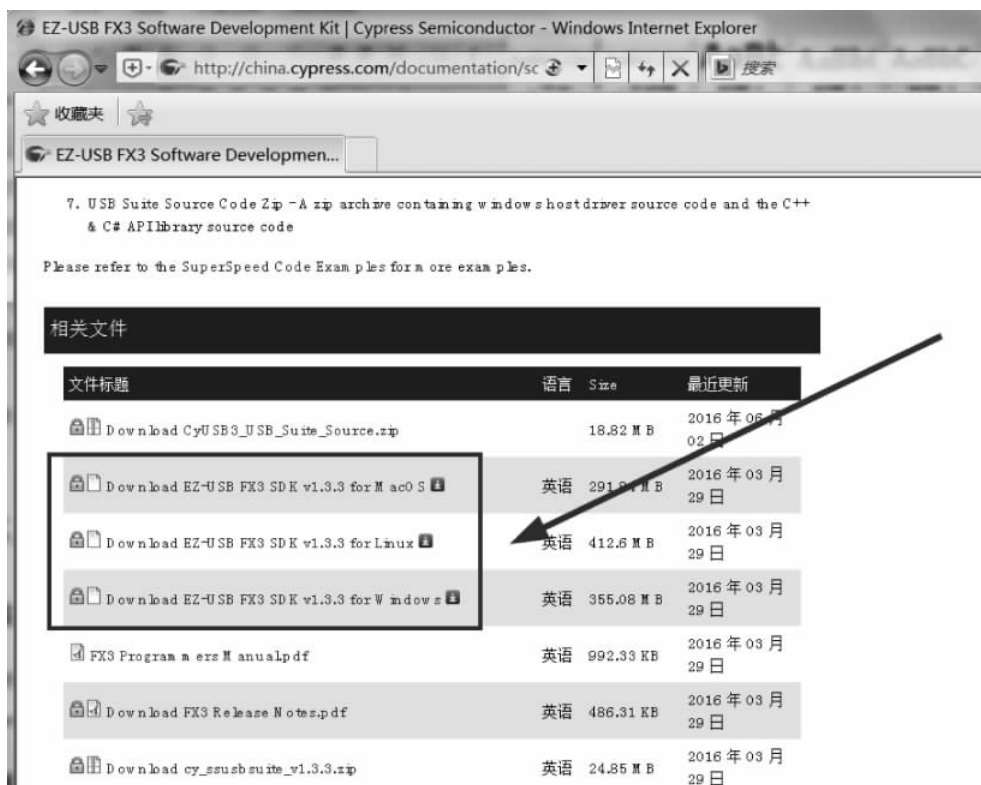 EZ-USB FX3 Software Development Kit | Cypress Semiconductor - Windows Internet Explorer
http://china.cypress.com/documentation/sc
搜索
收藏夹
EZ-USB FX3 Software Developmen...
7. USB Suite Source Code Zip -A zip archive containing windows host driver source code and the C++
& C# API library source code
Please refer to the SuperSpeed Code Examples for more examples.
相关文件
文件标题 语言 Size 最近更新
Download CyUSB3_USB_Suite_Source.zip 18.82 MB 2016 年 06 月
02 日
Download EZ-USB FX3 SDK v1.3.3 for MacOS 英语 MB 2016 年 03 月
29 日
Download EZ-USB FX3 SDK v1.3.3 for Linux 英语 412.6 MB 2016 年 03 月
29 日
Download EZ-USB FX3 SDK v1.3.3 for Windows 英语 355.08 MB 2016 年 03 月
29 日
FX3 Programmers Manual.pdf 英语 992.33 KB 2016 年 03 月
29 日
Download FX3 Release Notes.pdf 英语 486.31 KB 2016 年 03 月
29 日
Download cy_ssusbsuite_v1.3.3.zip 英语 24.85 MB 2016 年 03 月
29 日